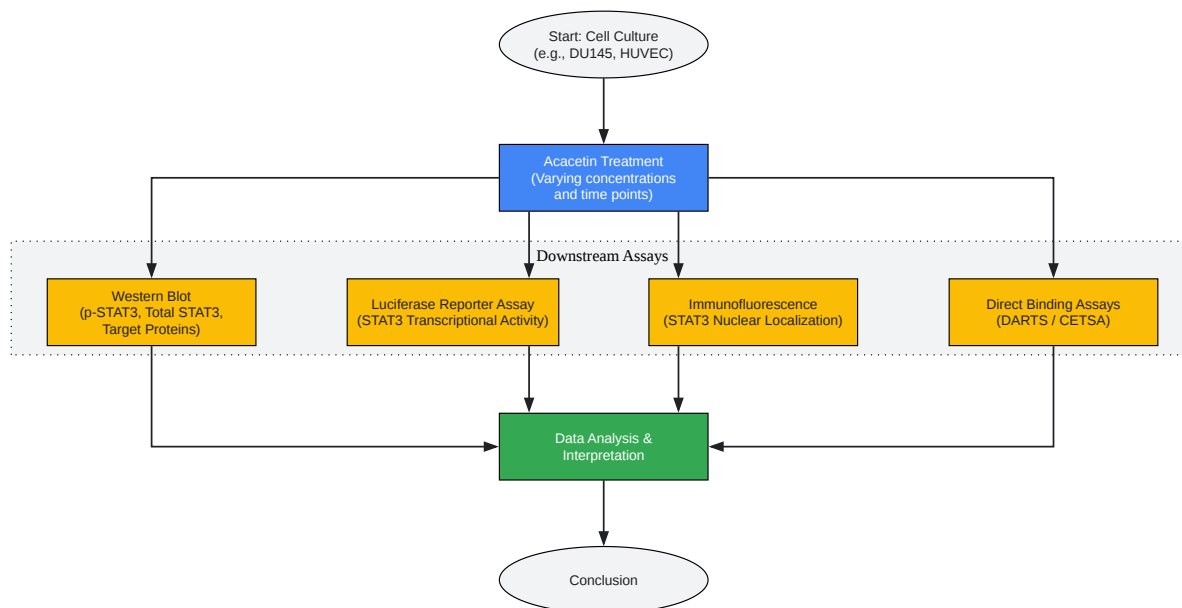 Start: Cell Culture
(e.g., DU145, HUVEC)
Acacetin Treatment
(Varying concentrations
and time points)
Downstream Assays
Western Blot
(p-STAT3, Total STAT3,
Target Proteins)
Luciferase Reporter Assay
(STAT3 Transcriptional Activity)
Immunofluorescence
(STAT3 Nuclear Localization)
Direct Binding Assays
(DARTS / CETSA)
Data Analysis &
Interpretation
Conclusion